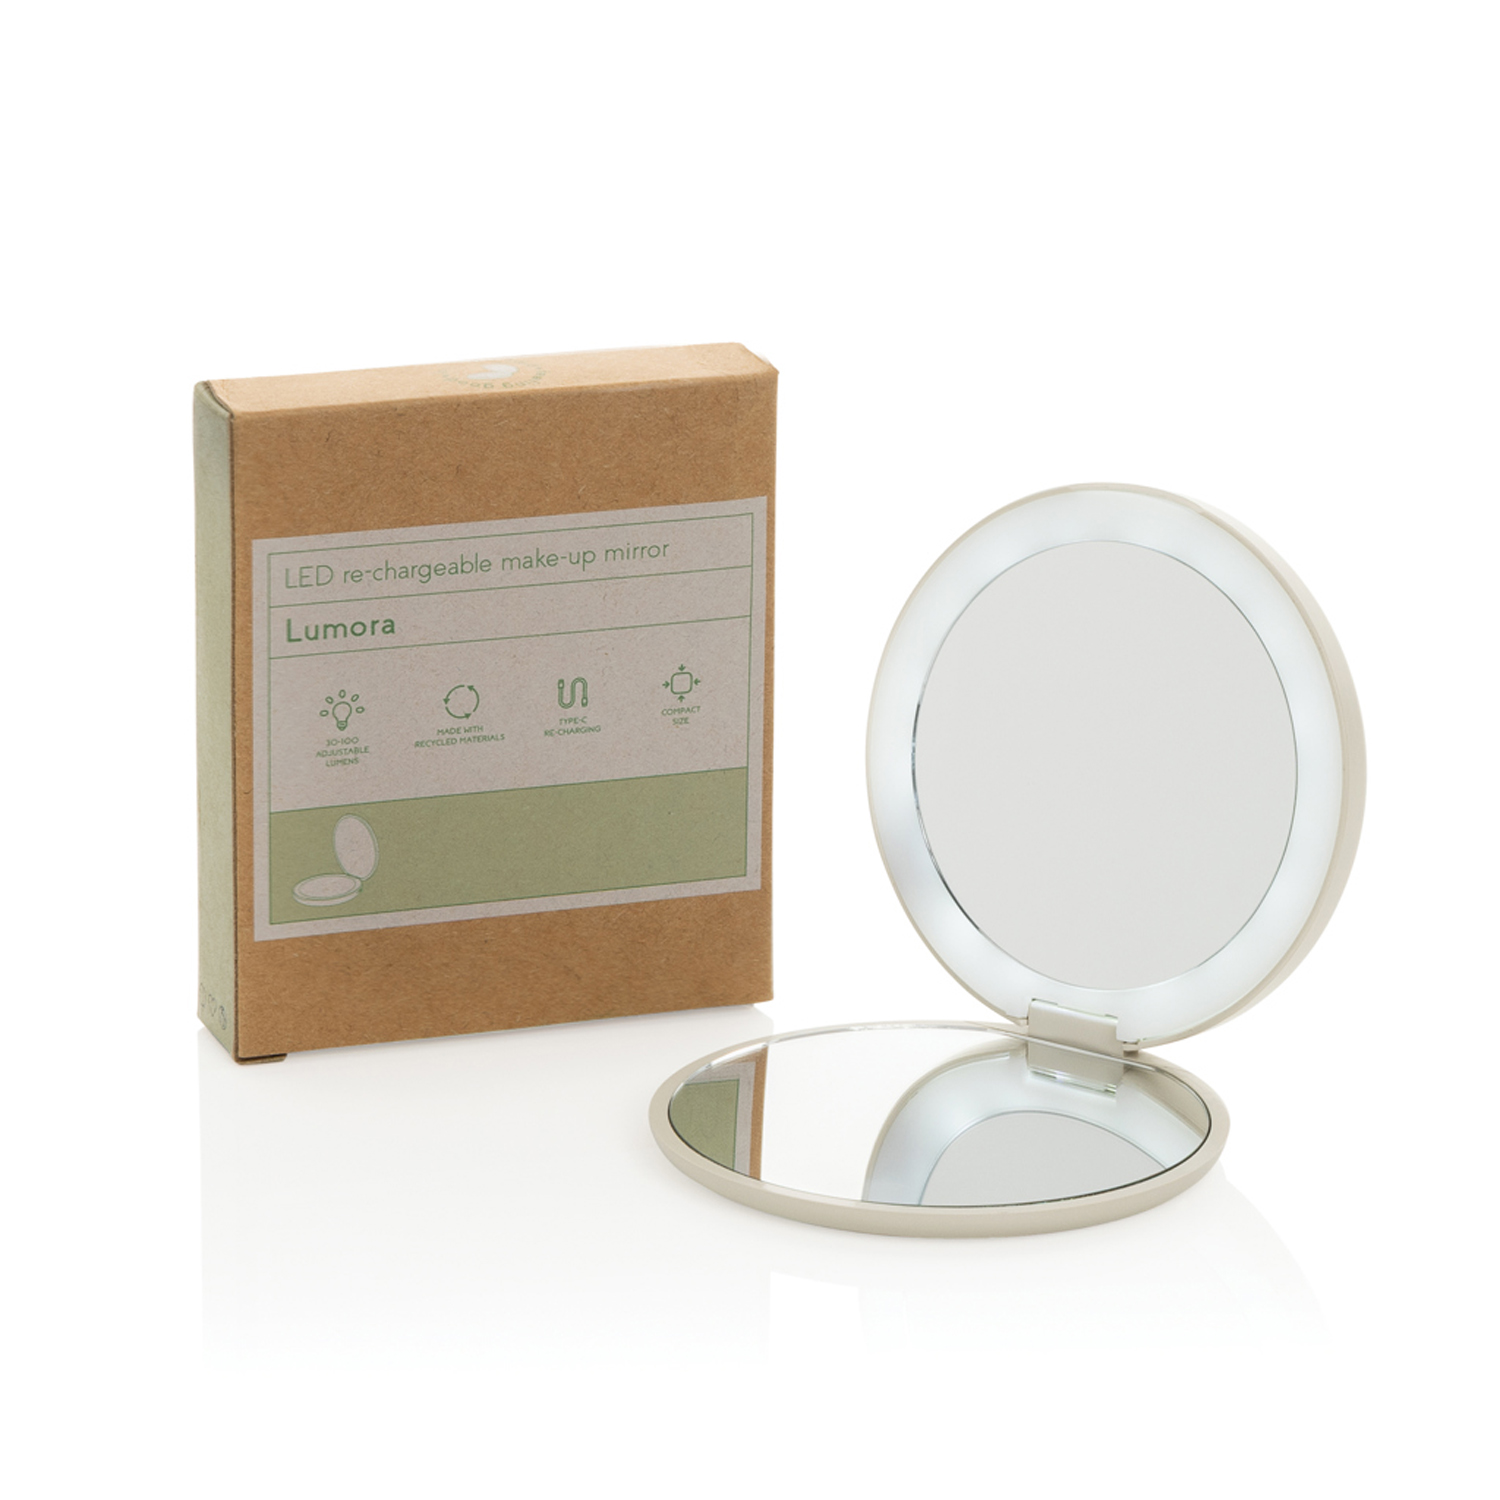 LED re-chargeable make-up mirror
Lumora
30-100
ADJUSTABLE
LUMENS
MADE WITH
RECYCLED MATERIALS
TYPE-C
RE-CHARGING
COMPACT
SIZE